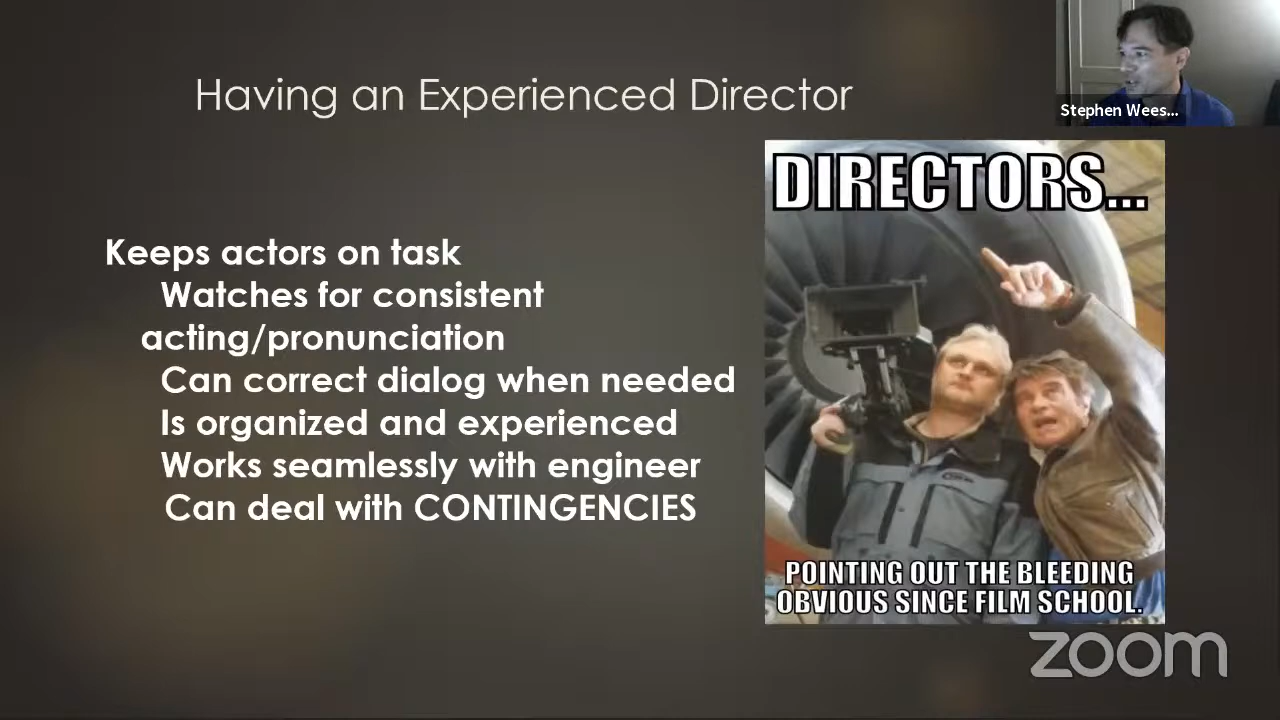 Having an Experienced Director
Stephen Wees...
Keeps actors on task
Watches for consistent
acting/pronunciation
Can correct dialog when needed
Is organized and experienced
Works seamlessly with engineer
Can deal with CONTINGENCIES
DIRECTORS...
POINTING OUT THE BLEEDING
OBVIOUS SINCE FILM SCHOOL.
zoom